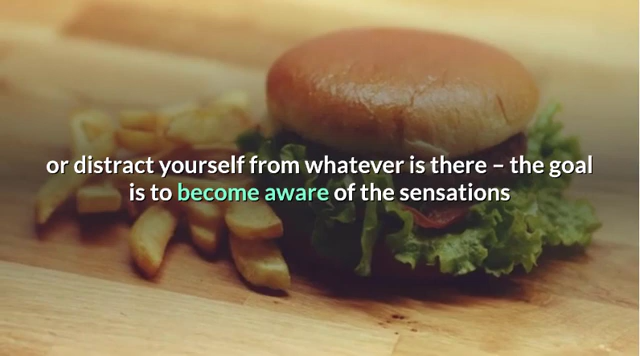 or distract yourself from whatever is there – the goal
is to become aware of the sensations